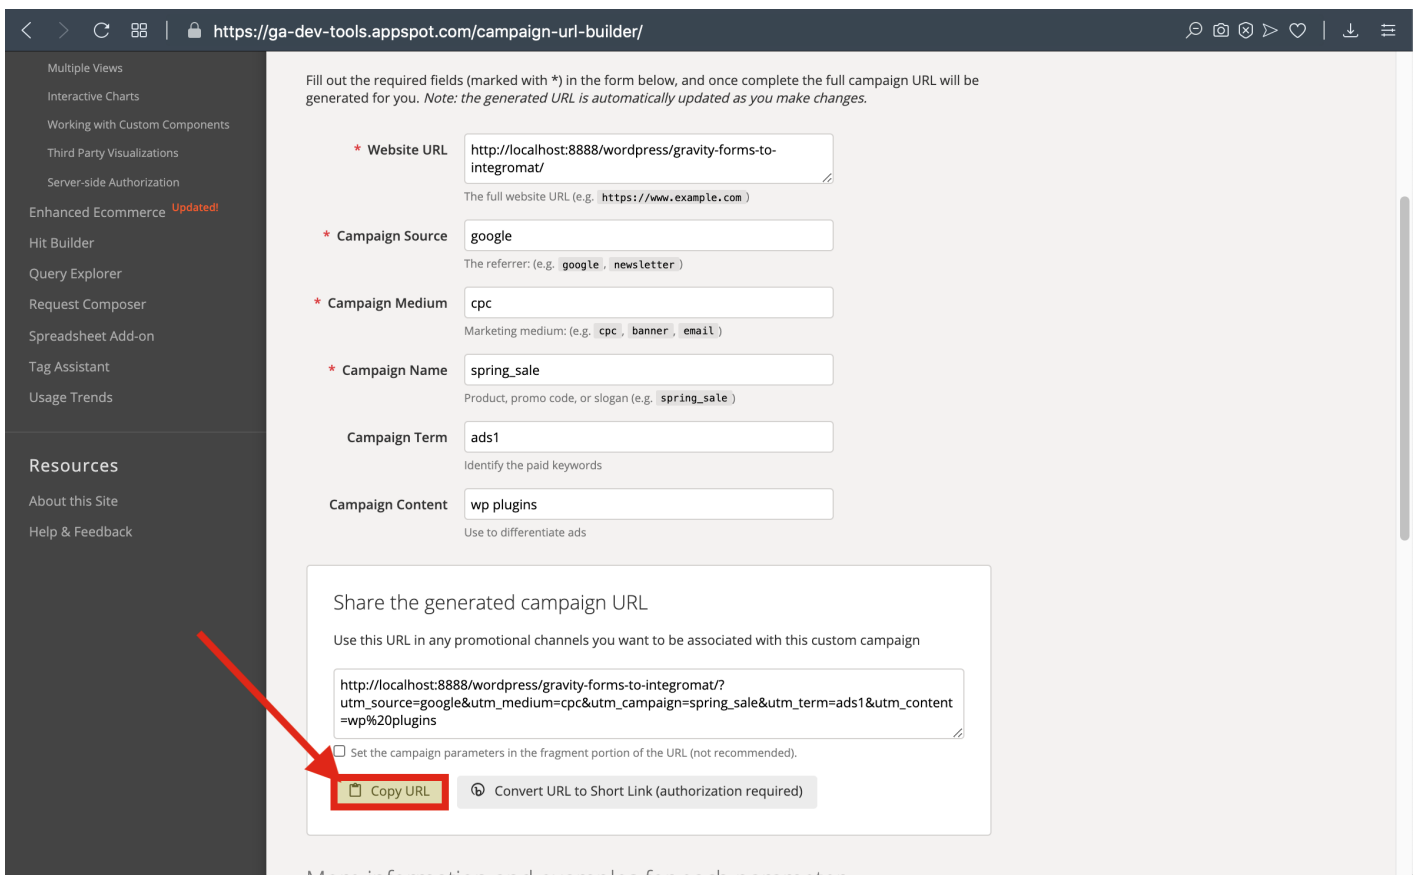 https://ga-dev-tools.appspot.com/campaign-url-builder/
Multiple Views
Interactive Charts
Working with Custom Components
Third Party Visualizations
Server-side Authorization
Enhanced Ecommerce Updated!
Hit Builder
Query Explorer
Request Composer
Spreadsheet Add-on
Tag Assistant
Usage Trends
Resources
About this Site
Help & Feedback
Fill out the required fields (marked with *) in the form below, and once complete the full campaign URL will be
generated for you. Note: the generated URL is automatically updated as you make changes.
* Website URL
http://localhost:8888/wordpress/gravity-forms-to-
integromat/
The full website URL (e.g. https://www.example.com )
* Campaign Source
google
The referrer: (e.g. google , newsletter )
* Campaign Medium
cpc
Marketing medium: (e.g. cpc , banner , email )
* Campaign Name
spring_sale
Product, promo code, or slogan (e.g. spring_sale )
Campaign Term
ads1
Identify the paid keywords
Campaign Content
wp plugins
Use to differentiate ads
Share the generated campaign URL
Use this URL in any promotional channels you want to be associated with this custom campaign
http://localhost:8888/wordpress/gravity-forms-to-integromat/?
utm_source=google&utm_medium=cpc&utm_campaign=spring_sale&utm_term=ads1&utm_content
=wp%20plugins
Set the campaign parameters in the fragment portion of the URL (not recommended).
Copy URL
Convert URL to Short Link (authorization required)
More information and examples for each parameter